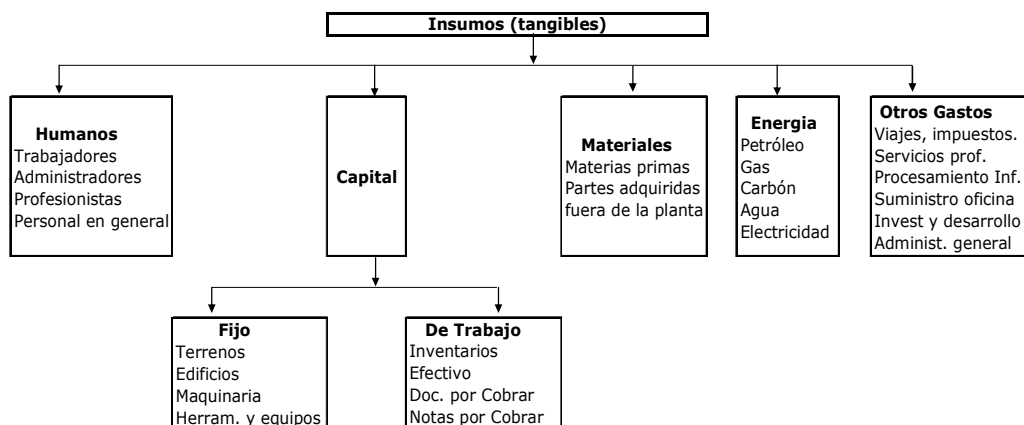 Insumos (tangibles)
Humanos
Trabajadores
Administradores
Profesionistas
Personal en general
Capital
Materiales
Materias primas
Partes adquiridas
fuera de la planta
Energia
Petróleo
Gas
Carbón
Agua
Electricidad
Otros Gastos
Viajes, impuestos.
Servicios prof.
Procesamiento Inf.
Suministro oficina
Invest y desarrollo
Administ. general
Fijo
Terrenos
Edificios
Maquinaria
Herram. y equipos
De Trabajo
Inventarios
Efectivo
Doc. por Cobrar
Notas por Cobrar